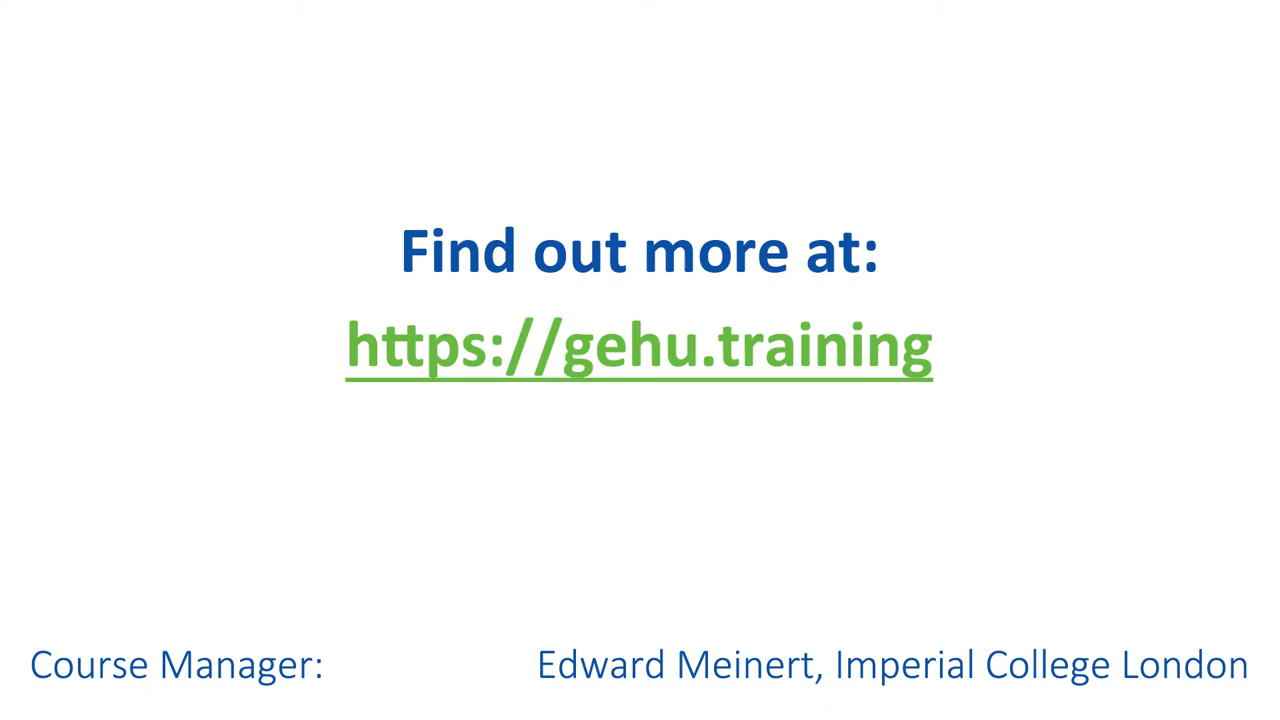 Find out more at:
https://gehu.training
Course Manager: Edward Meinert, Imperial College London